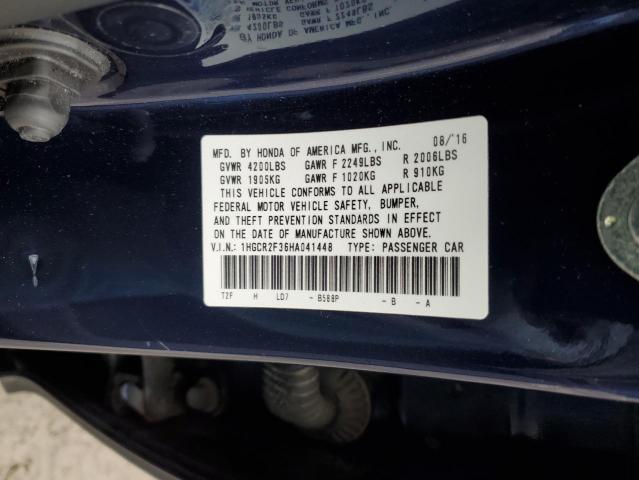 MFD. BY HONDA OF AMERICA MFG., INC. 08/'16
GVWR 4200LBS GAWR F 2249LBS R 2006LBS
GVWR 1905KG GAWR F 1020KG R 910KG
THIS VEHICLE CONFORMS TO ALL APPLICABLE
FEDERAL MOTOR VEHICLE SAFETY, BUMPER,
AND THEFT PREVENTION STANDARDS IN EFFECT
ON THE DATE OF MANUFACTURE SHOWN ABOVE.
V.I.N.: 1HGCR2F36HA041448 TYPE: PASSENGER CAR
T2F H LD7 - B588P - B - A